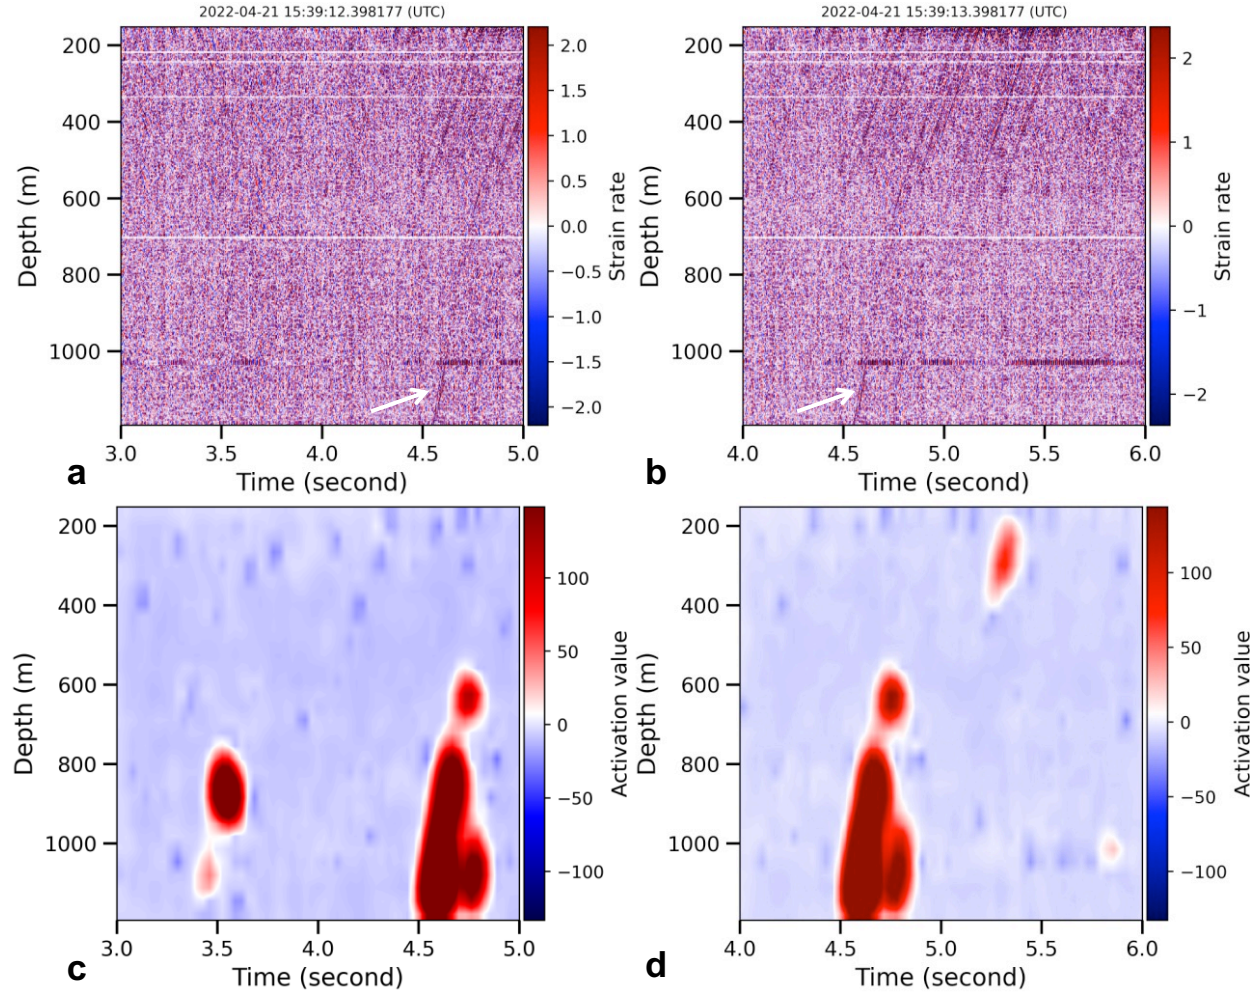 2022-04-21 15:39:12.398177 (UTC)
200
400
600
800
1000
Depth (m)
3.0 3.5 4.0 4.5 5.0
Time (second)
2.0
1.5
1.0
0.5
0.0
−0.5
−1.0
−1.5
−2.0
Strain rate
a
2022-04-21 15:39:13.398177 (UTC)
200
400
600
800
1000
Depth (m)
4.0 4.5 5.0 5.5 6.0
Time (second)
2
1
0
−1
−2
Strain rate
b
200
400
600
800
1000
Depth (m)
3.0 3.5 4.0 4.5 5.0
Time (second)
100
50
0
−50
−100
Activation value
c
200
400
600
800
1000
Depth (m)
4.0 4.5 5.0 5.5 6.0
Time (second)
100
50
0
−50
−100
Activation value
d